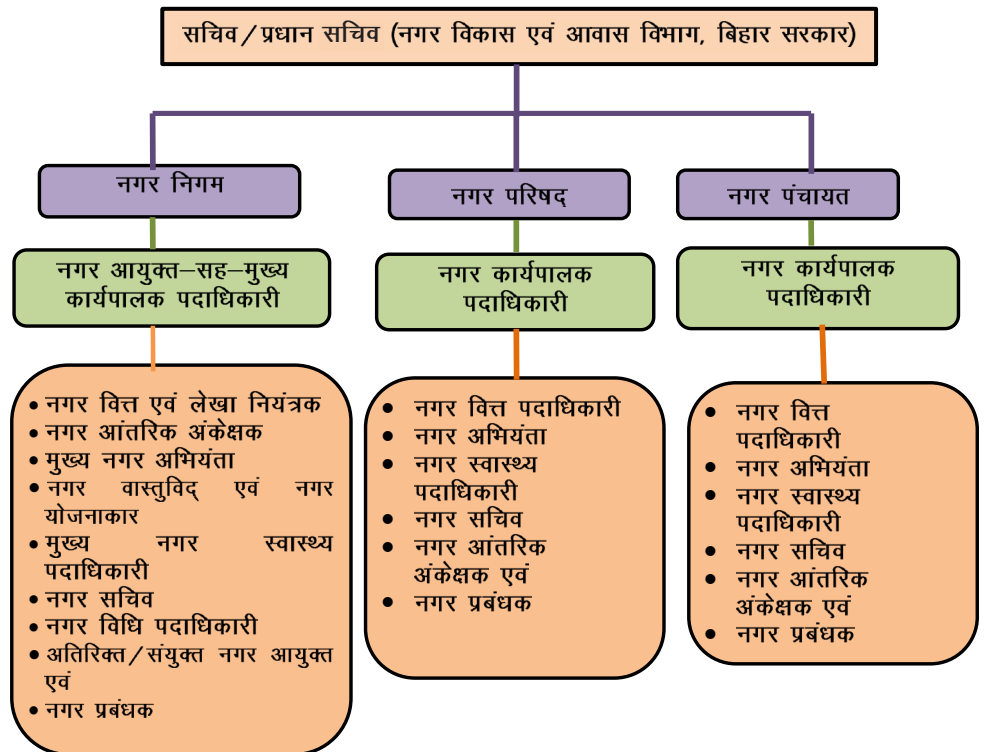 सचिव/प्रधान सचिव (नगर विकास एवं आवास विभाग, बिहार सरकार)
नगर निगम
नगर परिषद्
नगर पंचायत
नगर आयुक्त–सह–मुख्य
कार्यपालक पदाधिकारी
नगर कार्यपालक
पदाधिकारी
नगर कार्यपालक
पदाधिकारी
• नगर वित्त एवं लेखा नियंत्रक
• नगर आंतरिक अंकेक्षक
• मुख्य नगर अभियंता
• नगर वास्तुविद् एवं नगर
योजनाकार
• मुख्य नगर स्वास्थ्य
पदाधिकारी
• नगर सचिव
• नगर विधि पदाधिकारी
• अतिरिक्त/संयुक्त नगर आयुक्त
एवं
• नगर प्रबंधक
• नगर वित्त पदाधिकारी
• नगर अभियंता
• नगर स्वास्थ्य
पदाधिकारी
• नगर सचिव
• नगर आंतरिक
अंकेक्षक एवं
• नगर प्रबंधक
• नगर वित्त
पदाधिकारी
• नगर अभियंता
• नगर स्वास्थ्य
पदाधिकारी
• नगर सचिव
• नगर आंतरिक
अंकेक्षक एवं
• नगर प्रबंधक